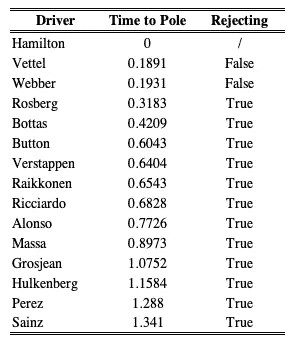 Driver Time to Pole Rejecting
Hamilton 0 /
Vettel 0.1891 False
Webber 0.1931 False
Rosberg 0.3183 True
Bottas 0.4209 True
Button 0.6043 True
Verstappen 0.6404 True
Raikkonen 0.6543 True
Ricciardo 0.6828 True
Alonso 0.7726 True
Massa 0.8973 True
Grosjean 1.0752 True
Hulkenberg 1.1584 True
Perez 1.288 True
Sainz 1.341 True